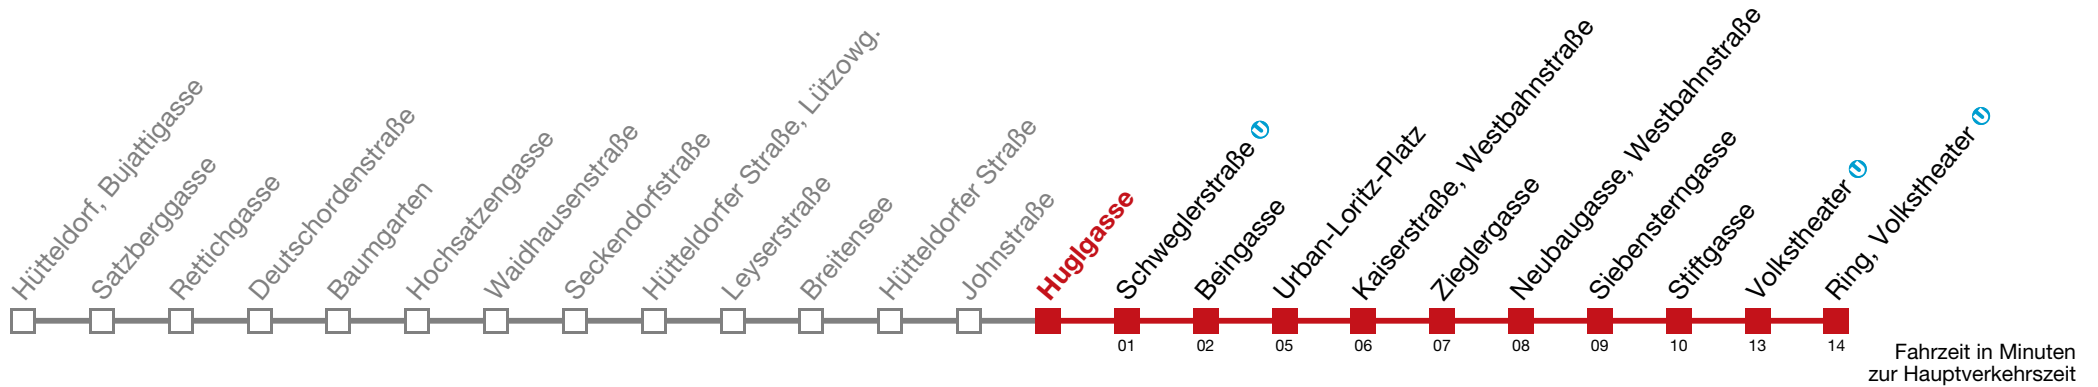 Hütteldorf, Bujattigasse
Satzberggasse
Rettichgasse
Deutschordenstraße
Baumgarten
Hochsatzengasse
Waidhausenstraße
Seckendorfstraße
Hütteldorfer Straße, Lützowg.
Leyserstraße
Breitensee
Hütteldorfer Straße
Johnstraße
Huglgasse
Schweglerstraße U
Beingasse
Urban-Loritz-Platz
Kaiserstraße, Westbahnstraße
Zieglergasse
Neubaugasse, Westbahnstraße
Siebensterngasse
Stiftgasse
Volkstheater U
Ring, Volkstheater U
01 02 05 06 07 08 09 10 13 14
Fahrzeit in Minuten
zur Hauptverkehrszeit